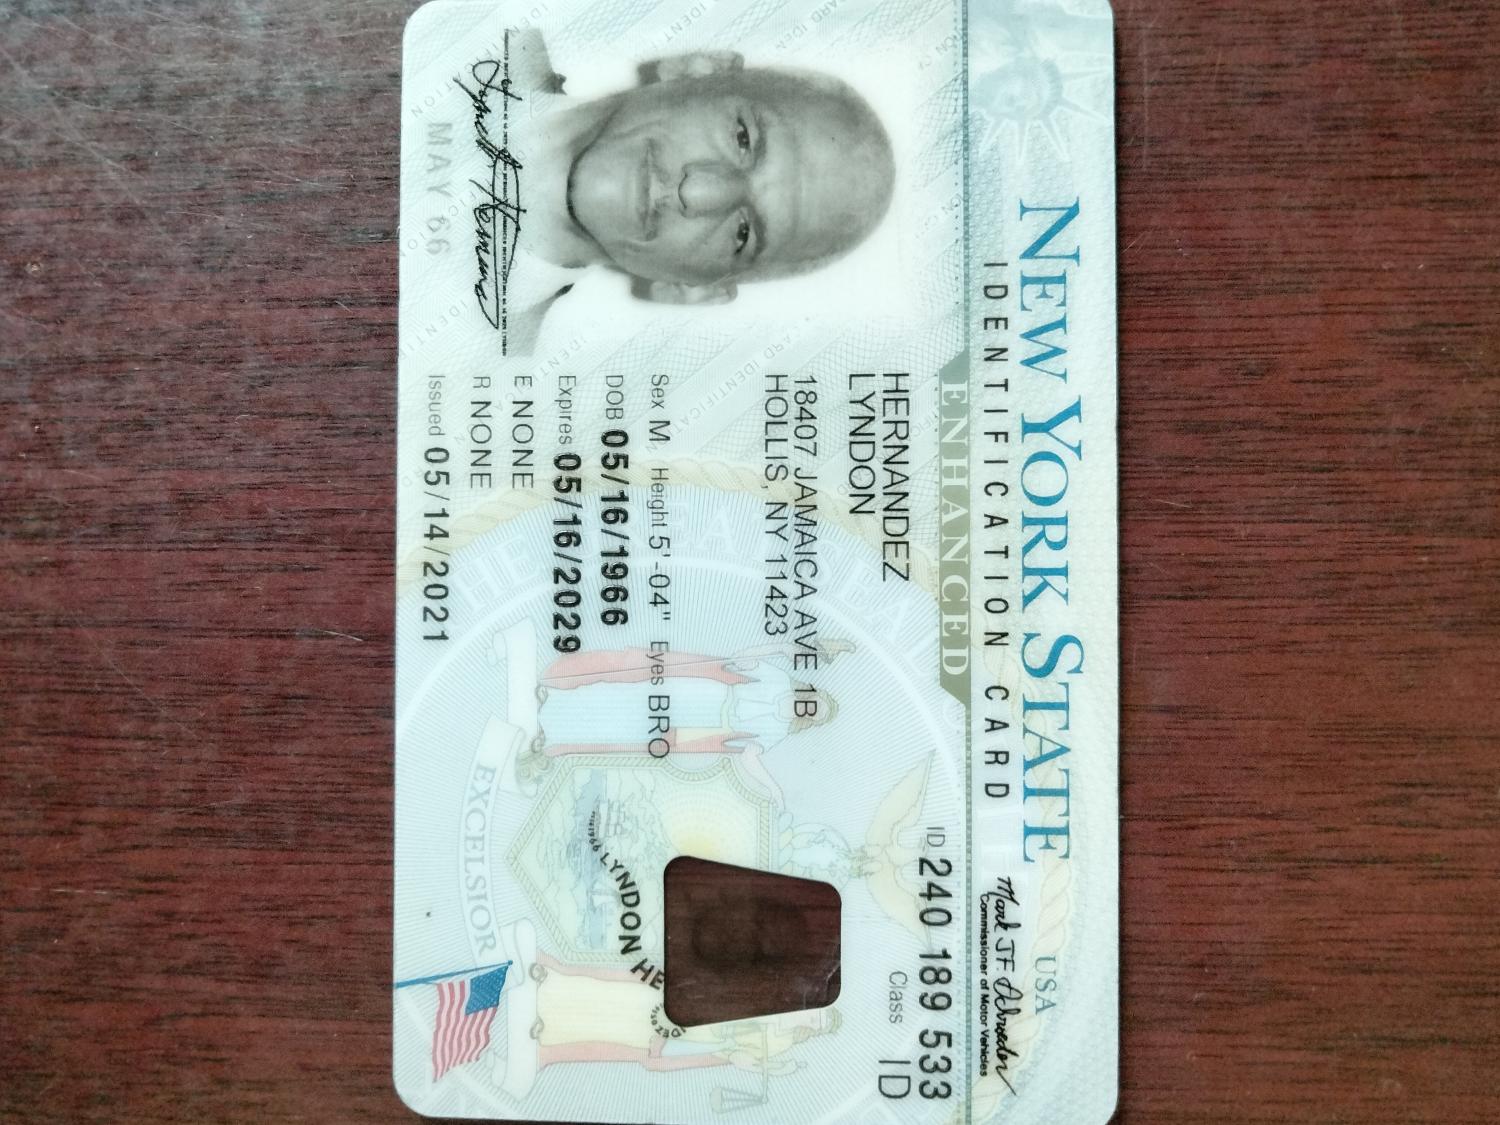 NEW YORK STATE USA
IDENTIFICATION CARD
Mark J.F. Schroeder
Commissioner of Motor Vehicles
ENHANCED
ID 240 189 533
Class ID
HERNANDEZ
LYNDON
18407 JAMAICA AVE 1B
HOLLIS, NY 11423
Sex M Height 5'-04" Eyes BRO
DOB 05/16/1966
Expires 05/16/2029
E NONE
R NONE
Issued 05/14/2021
MAY 66
LYNDON HE
EXCELSIOR